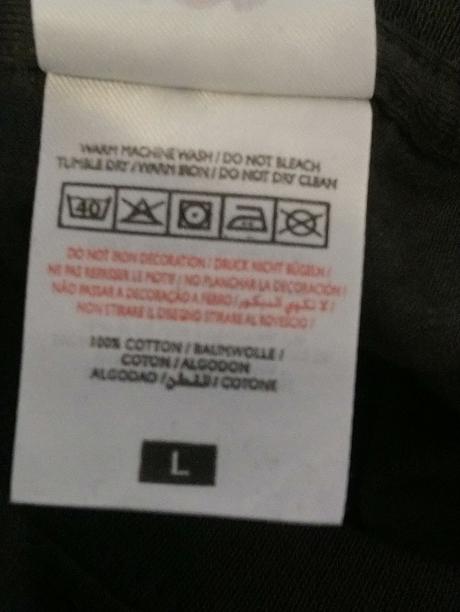 WARM MACHINE WASH / DO NOT BLEACH
TUMBLE DRY / WARM IRON / DO NOT DRY CLEAN
40
DO NOT IRON DECORATION / DRUCK NICHT BÜGELN /
NE PAS REPASSER LE MOTIF / NO PLANCHAR LA DECORACIÓN /
NÃO PASSAR A DECORAÇÃO A FERRO / لا تكوي الديكور /
NON STIRARE IL DISEGNO STIRARE AL ROVESCIO /
100% COTTON / BAUMWOLLE /
COTON / ALGODON
ALGODAO / القطن / COTONE
L